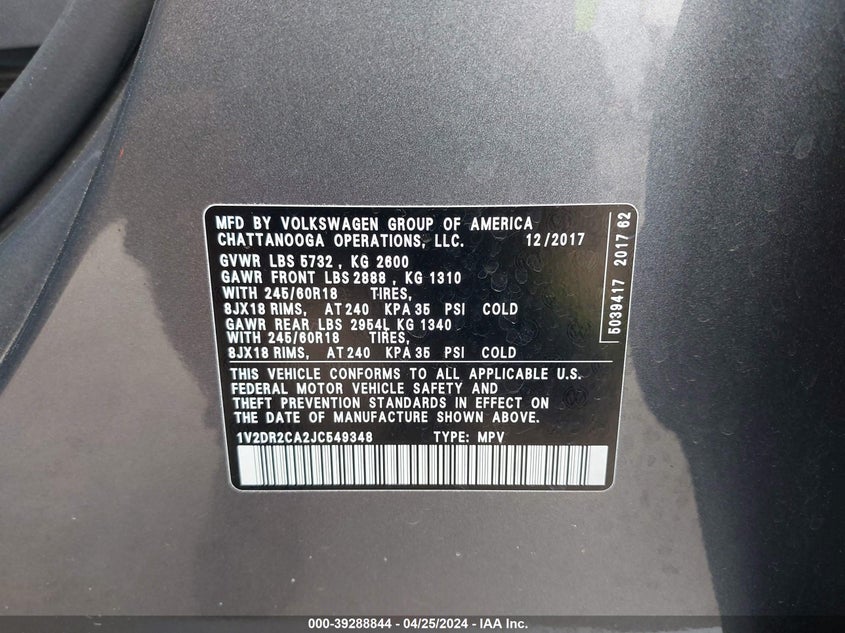 MFD BY VOLKSWAGEN GROUP OF AMERICA
CHATTANOOGA OPERATIONS, LLC. 12/2017
GVWR LBS 5732, KG 2600
GAWR FRONT LBS 2888, KG 1310
WITH 245/60R18 TIRES,
8JX18 RIMS, AT 240 KPA 35 PSI COLD
GAWR REAR LBS 2954L KG 1340
WITH 245/60R18 TIRES,
8JX18 RIMS, AT 240 KPA 35 PSI COLD
THIS VEHICLE CONFORMS TO ALL APPLICABLE U.S.
FEDERAL MOTOR VEHICLE SAFETY AND
THEFT PREVENTION STANDARDS IN EFFECT ON
THE DATE OF MANUFACTURE SHOWN ABOVE.
1V2DR2CA2JC549348 TYPE: MPV
5039417 2017 62
000-39288844 - 04/25/2024 - IAA Inc.